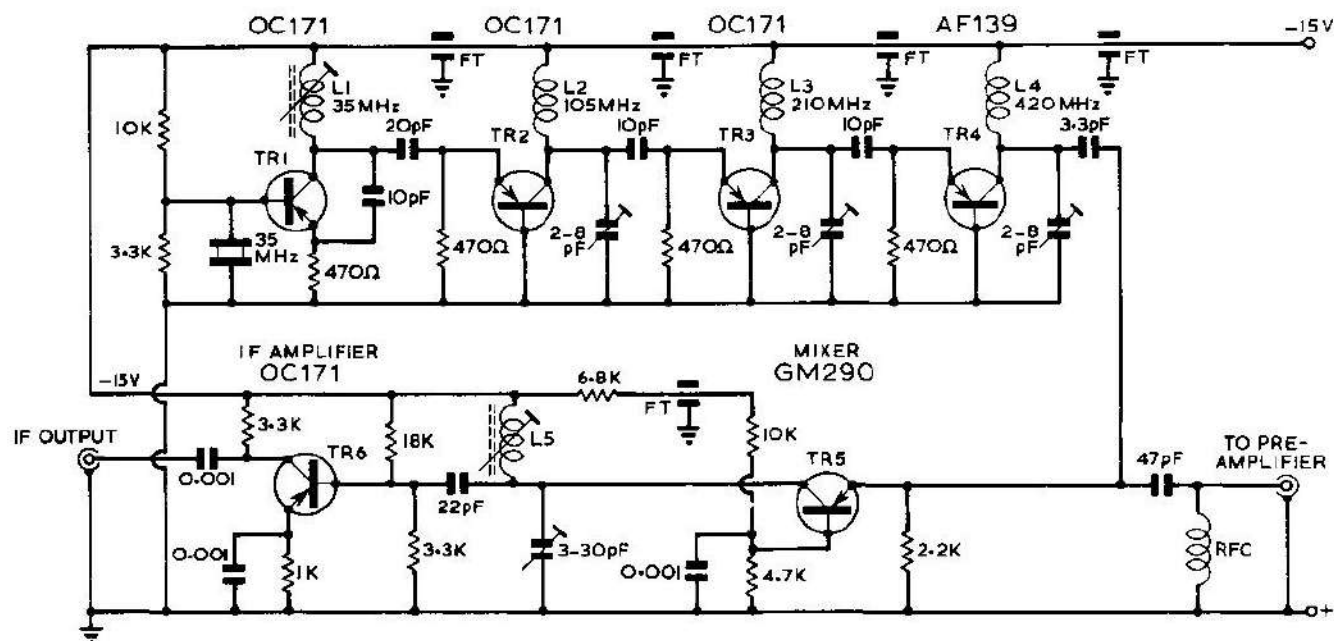 OC171
OC171
OC171
AF139
-15V
FT
FT
FT
FT
L1
35MHz
L2
105MHz
L3
210MHz
L4
420MHz
10K
20pF
10pF
10pF
3·3pF
TR1
TR2
TR3
TR4
10pF
3·3K
35
MHz
470Ω
470Ω
2-8
pF
470Ω
2-8
pF
470Ω
2-8
pF
IF AMPLIFIER
OC171
MIXER
GM290
-15V
6·8K
FT
IF OUTPUT
3·3K
18K
L5
10K
TR6
TR5
47pF
TO PRE-
AMPLIFIER
0·001
22pF
0·001
1K
3·3K
3-30pF
0·001
4·7K
2·2K
RFC
+